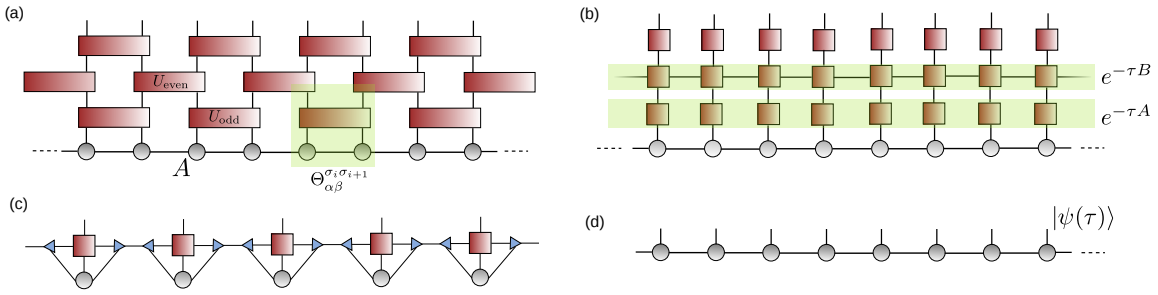 (a)
U_even
U_odd
A
Θ^{σ_i σ_{i+1}}_{αβ}
(b)
e^{-τB}
e^{-τA}
(c)
(d)
|ψ(τ)⟩